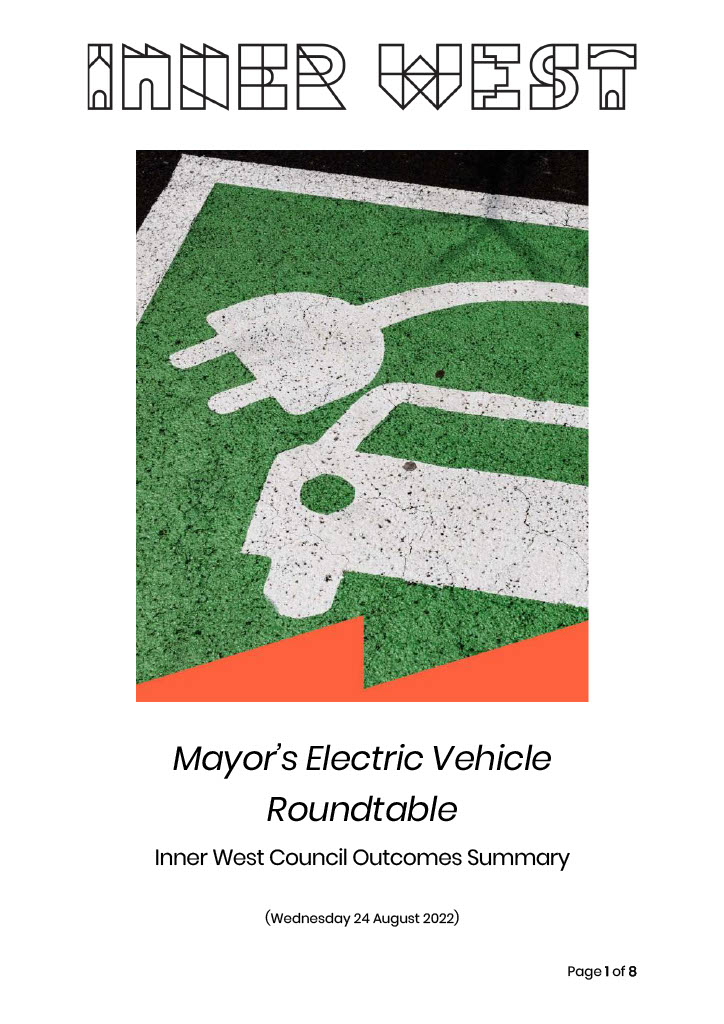 INNER WEST
Mayor's Electric Vehicle
Roundtable
Inner West Council Outcomes Summary
(Wednesday 24 August 2022)
Page 1 of 8